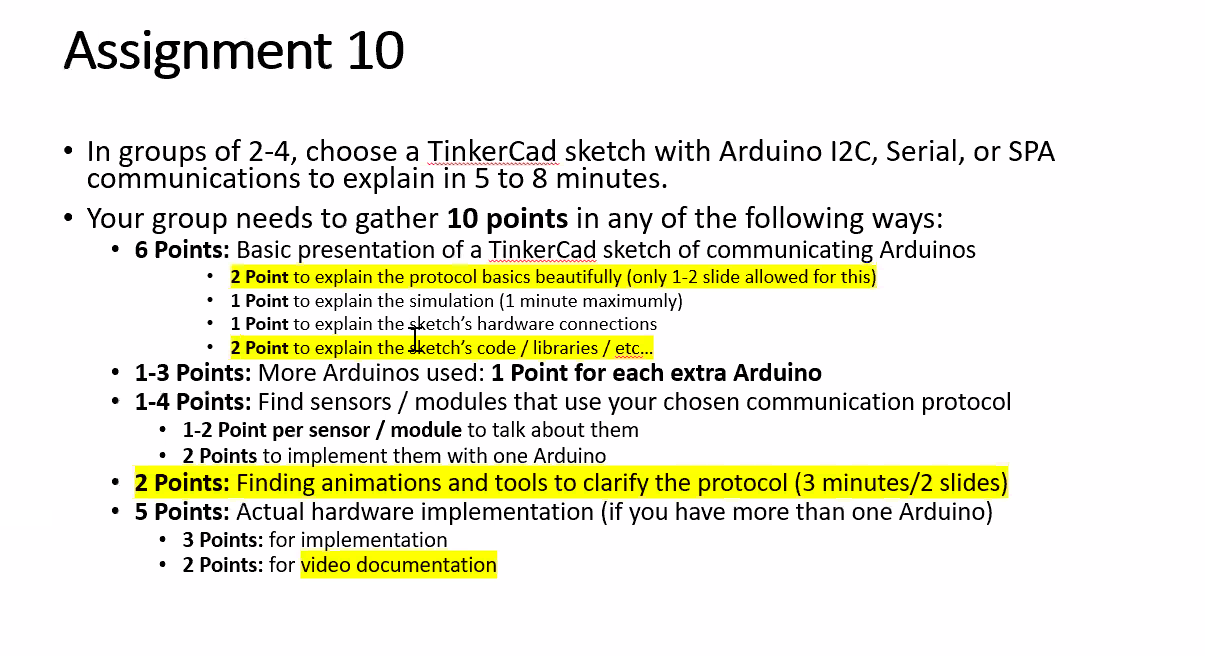 Assignment 10
• In groups of 2-4, choose a TinkerCad sketch with Arduino I2C, Serial, or SPA
communications to explain in 5 to 8 minutes.
• Your group needs to gather 10 points in any of the following ways:
• 6 Points: Basic presentation of a TinkerCad sketch of communicating Arduinos
• 2 Point to explain the protocol basics beautifully (only 1-2 slide allowed for this)
• 1 Point to explain the simulation (1 minute maximumly)
• 1 Point to explain the sketch's hardware connections
• 2 Point to explain the sketch's code / libraries / etc...
• 1-3 Points: More Arduinos used: 1 Point for each extra Arduino
• 1-4 Points: Find sensors / modules that use your chosen communication protocol
• 1-2 Point per sensor / module to talk about them
• 2 Points to implement them with one Arduino
• 2 Points: Finding animations and tools to clarify the protocol (3 minutes/2 slides)
• 5 Points: Actual hardware implementation (if you have more than one Arduino)
• 3 Points: for implementation
• 2 Points: for video documentation